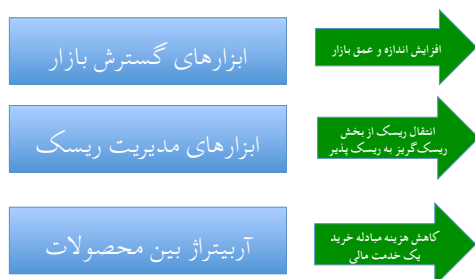 ابزارهای گسترش بازار
افزایش اندازه و عمق بازار
ابزارهای مدیریت ریسک
انتقال ریسک از بخش
ریسک‌گریز به ریسک پذیر
آربیتراژ بین محصولات
کاهش هزینه مبادله خرید
یک خدمت مالی